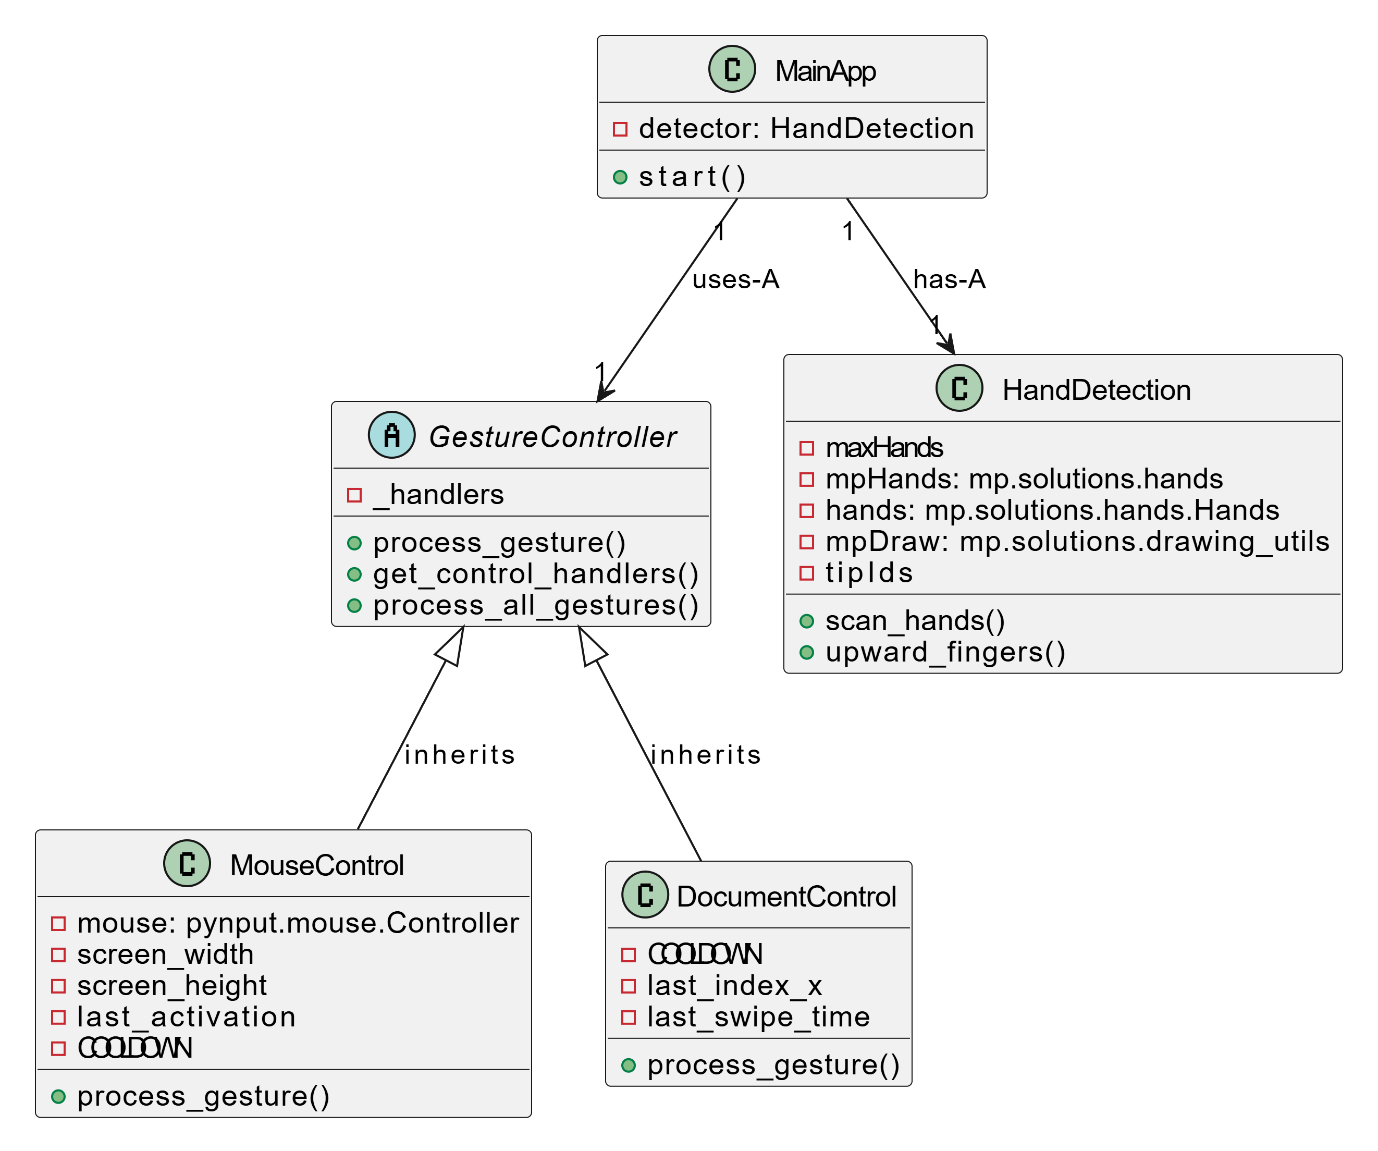 C MainApp
detector: HandDetection
start()
1
1
uses-A
has-A
1
1
C HandDetection
maxHands
mpHands: mp.solutions.hands
hands: mp.solutions.hands.Hands
mpDraw: mp.solutions.drawing_utils
tipIds
scan_hands()
upward_fingers()
A GestureController
_handlers
process_gesture()
get_control_handlers()
process_all_gestures()
inherits
inherits
C MouseControl
mouse: pynput.mouse.Controller
screen_width
screen_height
last_activation
COOLDOWN
process_gesture()
C DocumentControl
COOLDOWN
last_index_x
last_swipe_time
process_gesture()